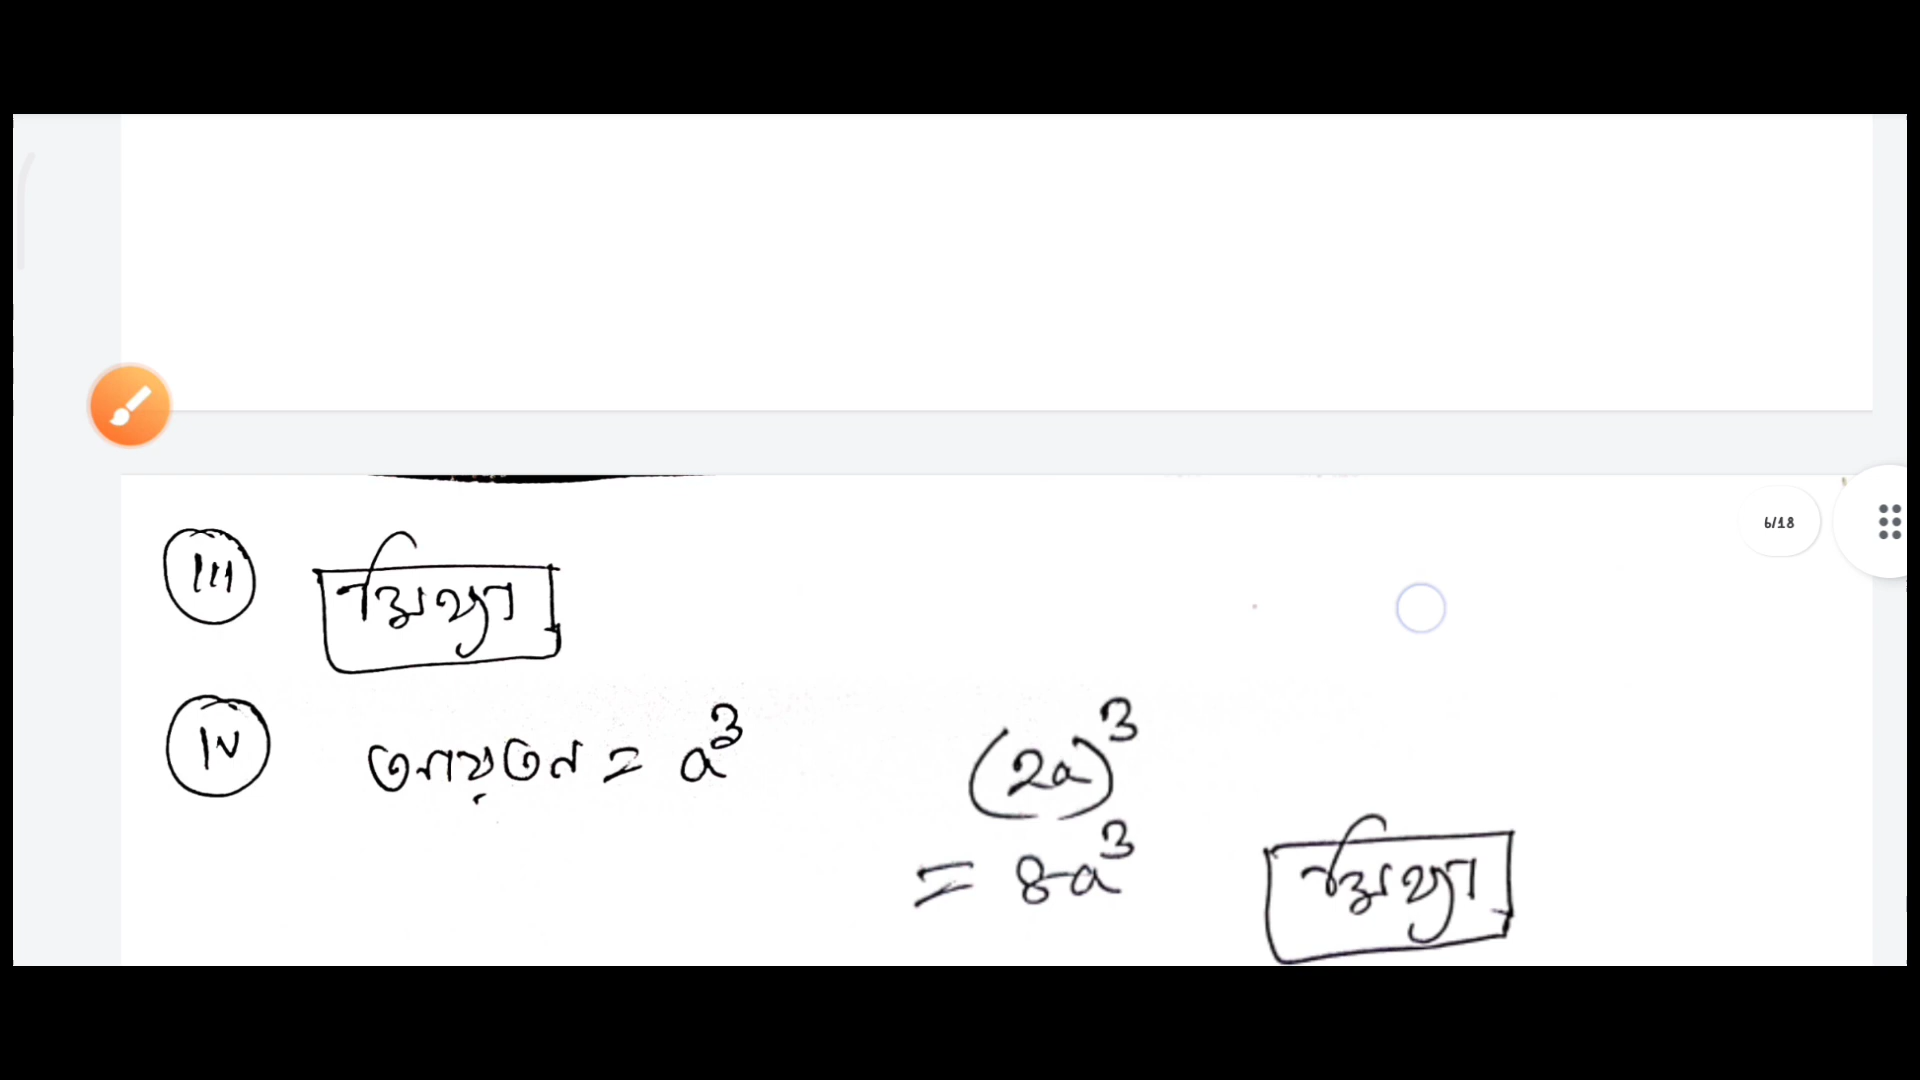 6/18
iii মিথ্যা
iv আয়তন = a³ (2a)³
= 8a³ মিথ্যা